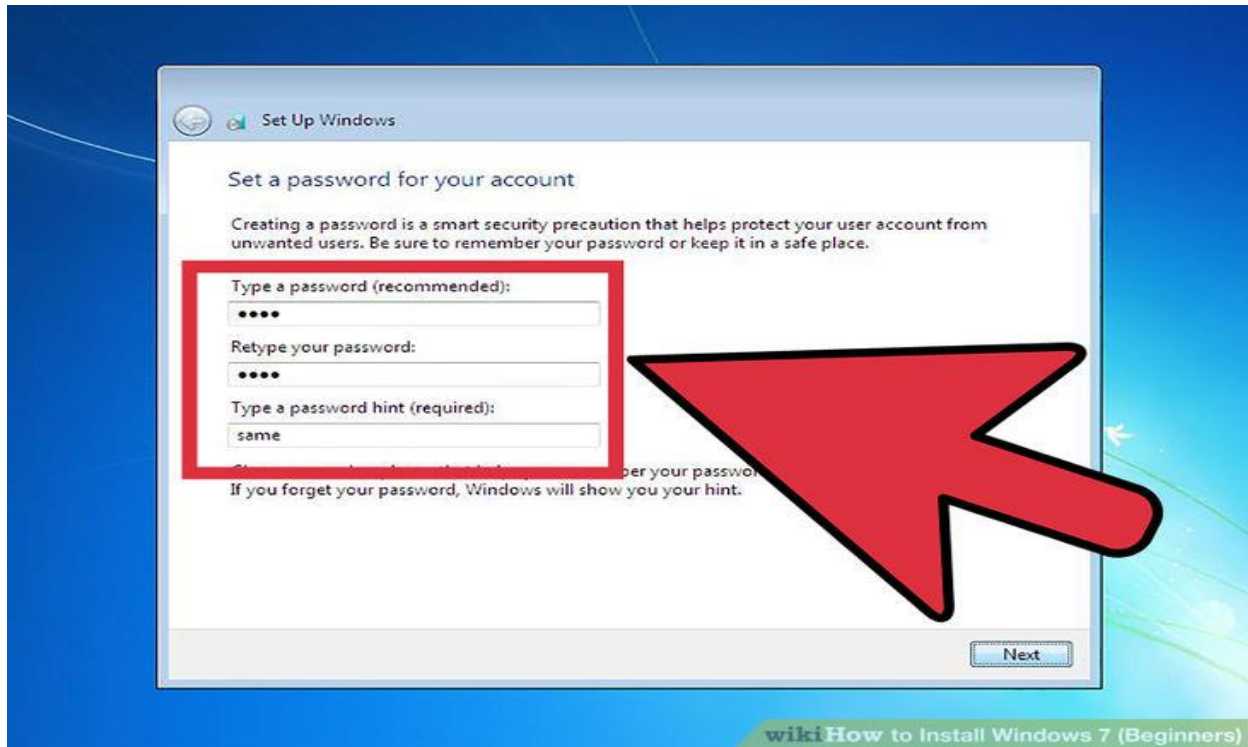 Set Up Windows
Set a password for your account
Creating a password is a smart security precaution that helps protect your user account from
unwanted users. Be sure to remember your password or keep it in a safe place.
Type a password (recommended):
••••
Retype your password:
••••
Type a password hint (required):
same
your passwor
If you forget your password, Windows will show you your hint.
Next
wikiHow to Install Windows 7 (Beginners)